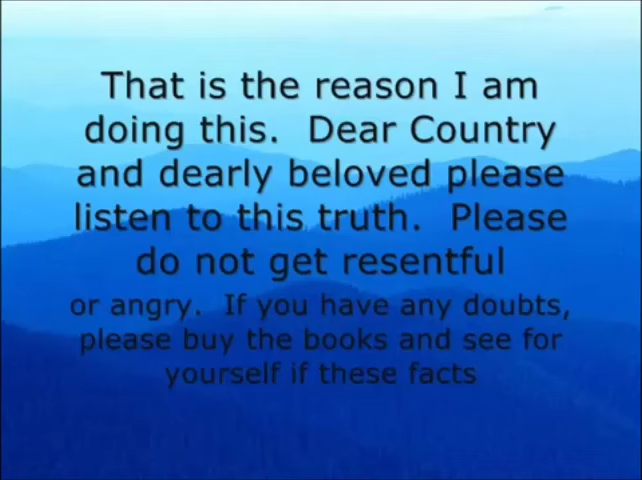 That is the reason I am
doing this.  Dear Country
and dearly beloved please
listen to this truth.  Please
do not get resentful
or angry.  If you have any doubts,
please buy the books and see for
yourself if these facts